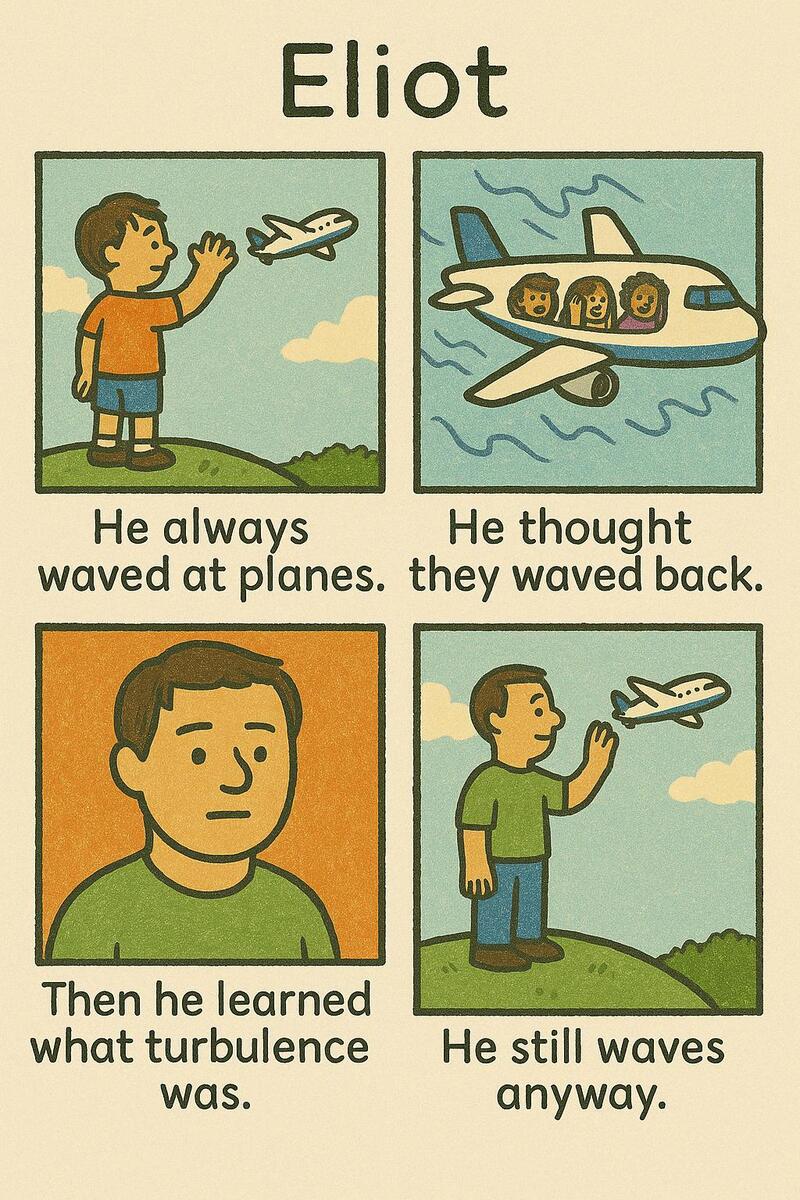 Eliot
He always
waved at planes.
He thought
they waved back.
Then he learned
what turbulence
was.
He still waves
anyway.